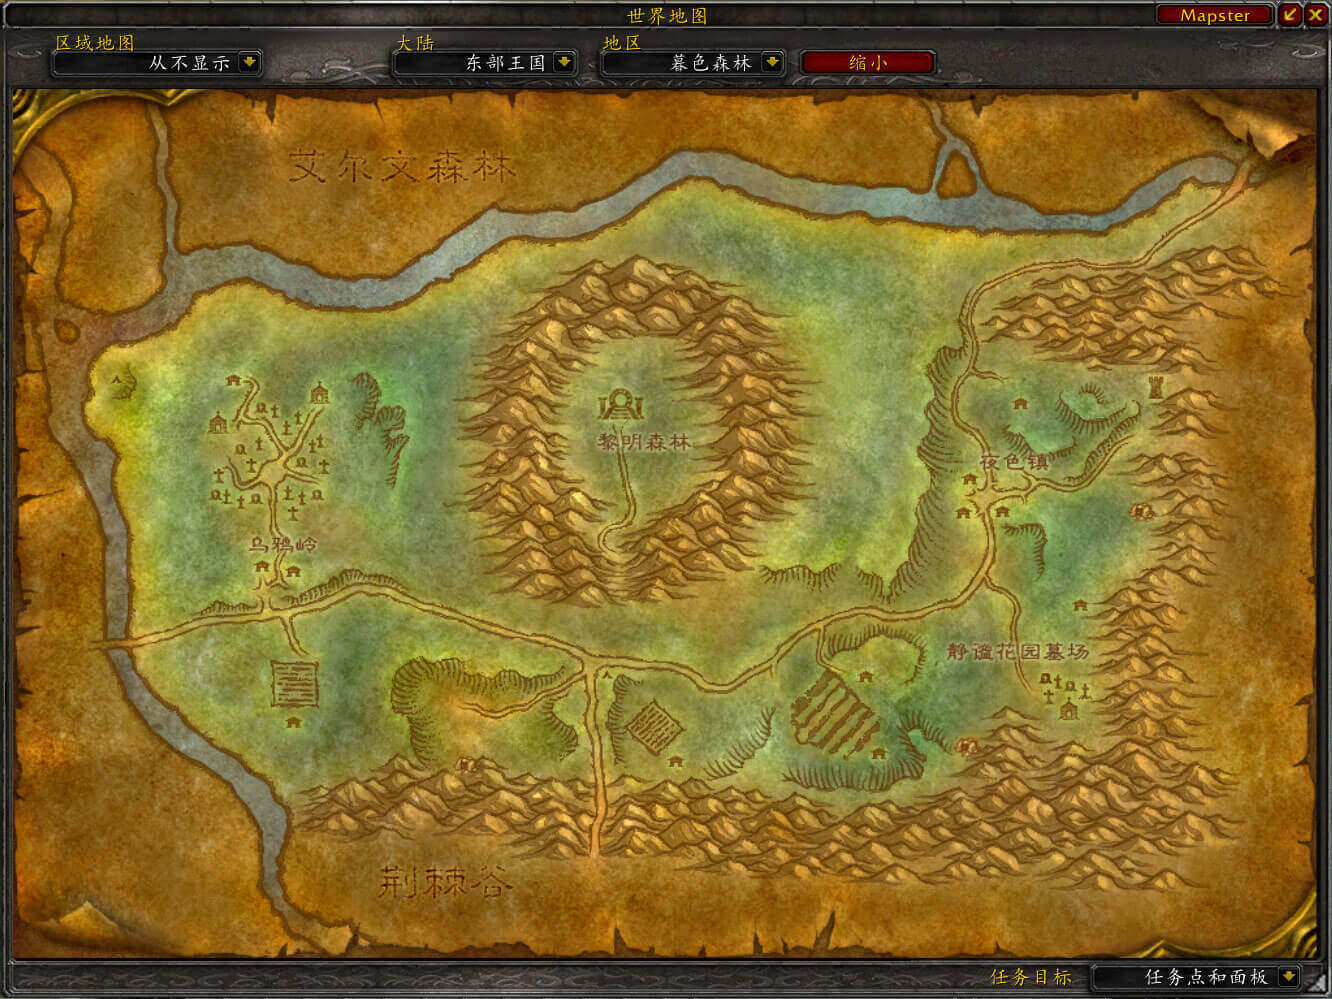 世界地图
Mapster
区域地图
大陆
地区
从不显示
东部王国
暮色森林
缩小
艾尔文森林
黎明森林
夜色镇
乌鸦岭
静谧花园墓场
荆棘谷
任务目标
任务点和面板